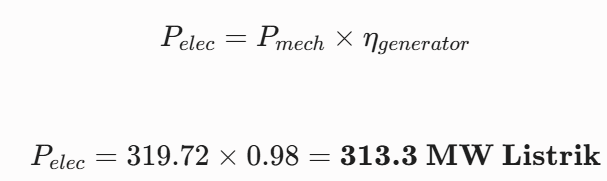 P_elec = P_mech × η_generator
P_elec = 319.72 × 0.98 = 313.3 MW Listrik